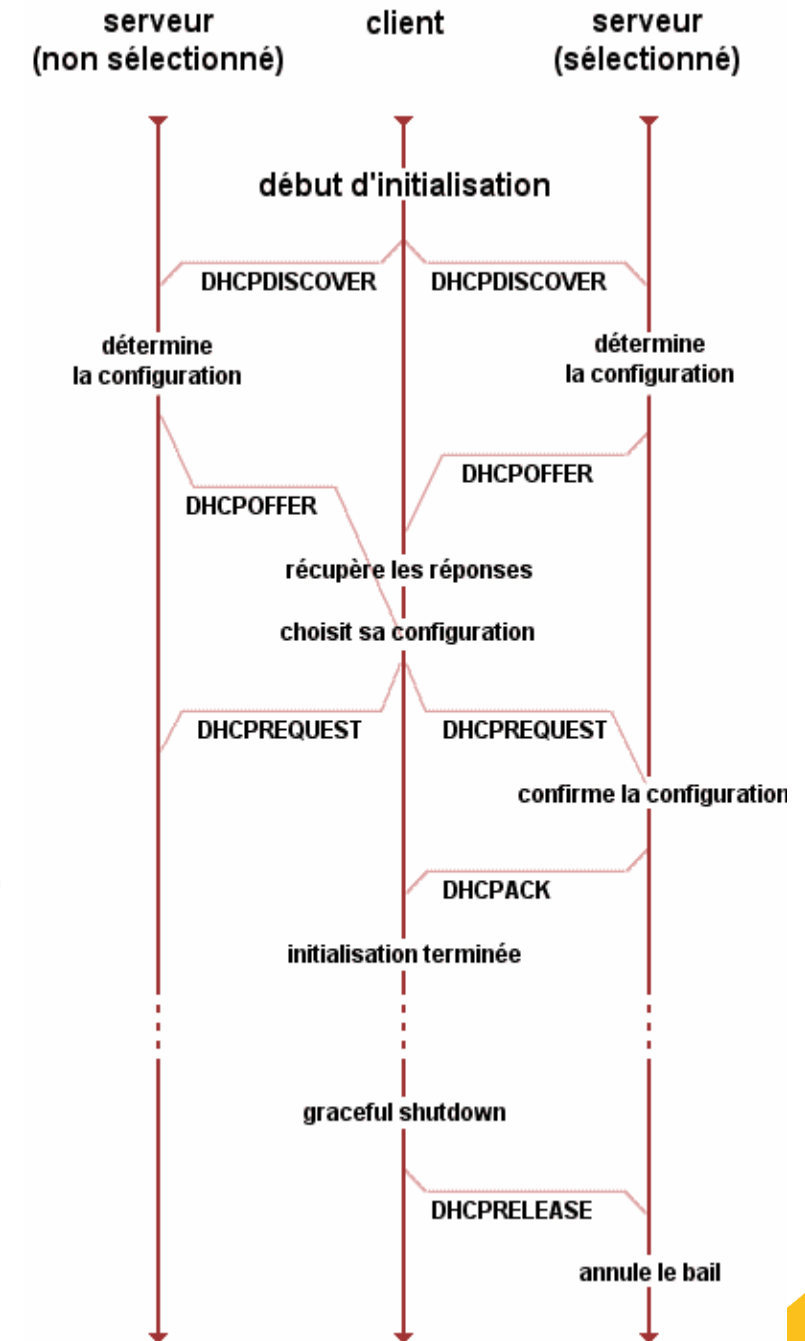 serveur
(non sélectionné)
client
serveur
(sélectionné)
début d'initialisation
DHCPDISCOVER
DHCPDISCOVER
détermine
la configuration
détermine
la configuration
DHCPOFFER
DHCPOFFER
récupère les réponses
choisit sa configuration
DHCPREQUEST
DHCPREQUEST
confirme la configuration
DHCPACK
initialisation terminée
graceful shutdown
DHCPRELEASE
annule le bail